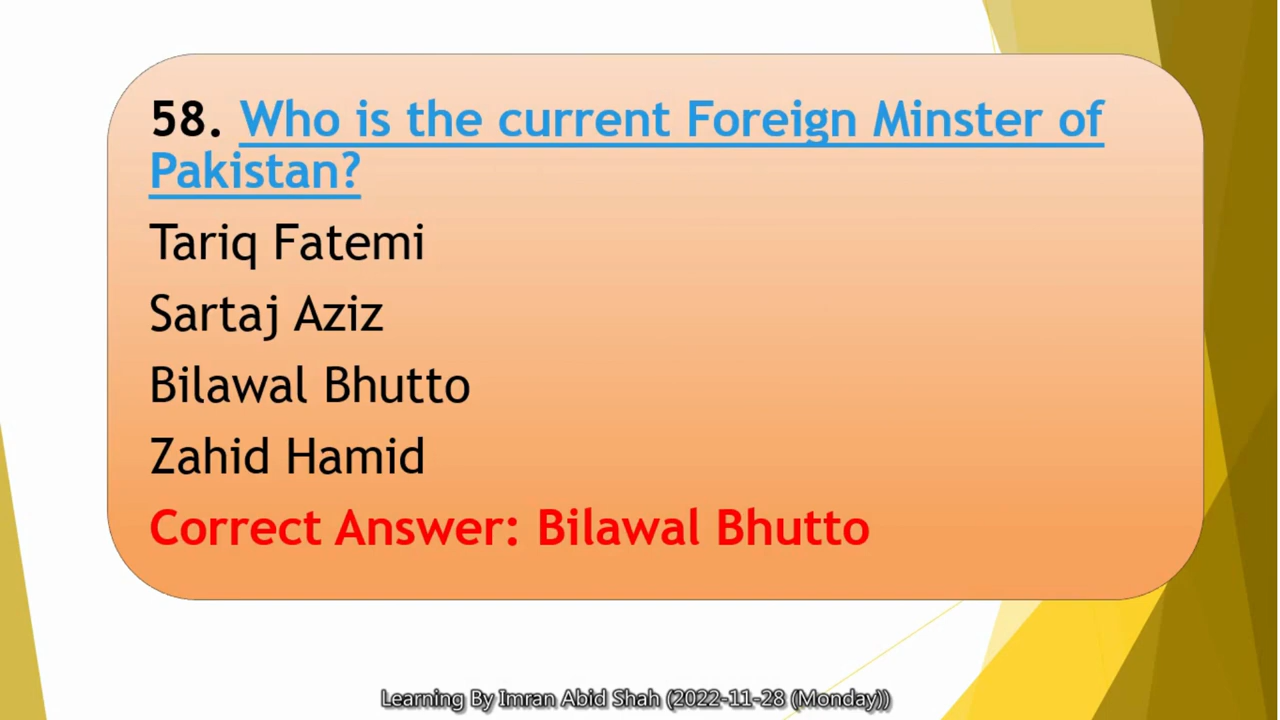 58. Who is the current Foreign Minster of
Pakistan?
Tariq Fatemi
Sartaj Aziz
Bilawal Bhutto
Zahid Hamid
Correct Answer: Bilawal Bhutto
Learning By Imran Abid Shah (2022-11-28 (Monday))